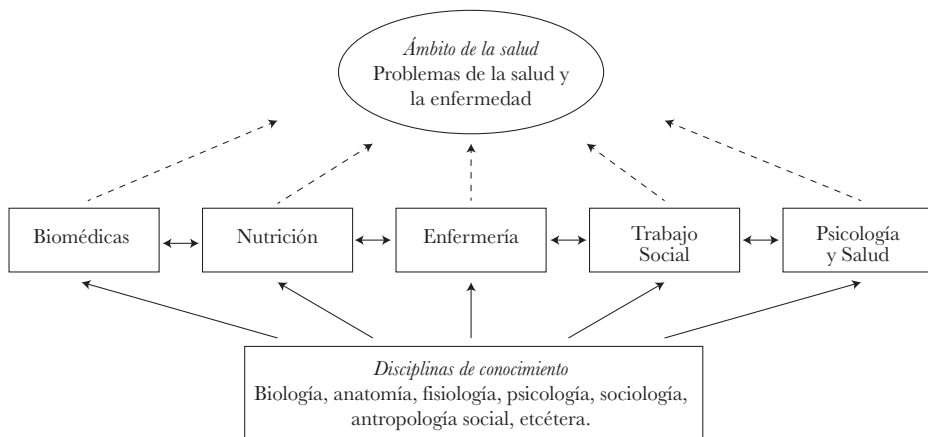 Ámbito de la salud
Problemas de la salud y
la enfermedad
Biomédicas
Nutrición
Enfermería
Trabajo
Social
Psicología
y Salud
Disciplinas de conocimiento
Biología, anatomía, fisiología, psicología, sociología,
antropología social, etcétera.